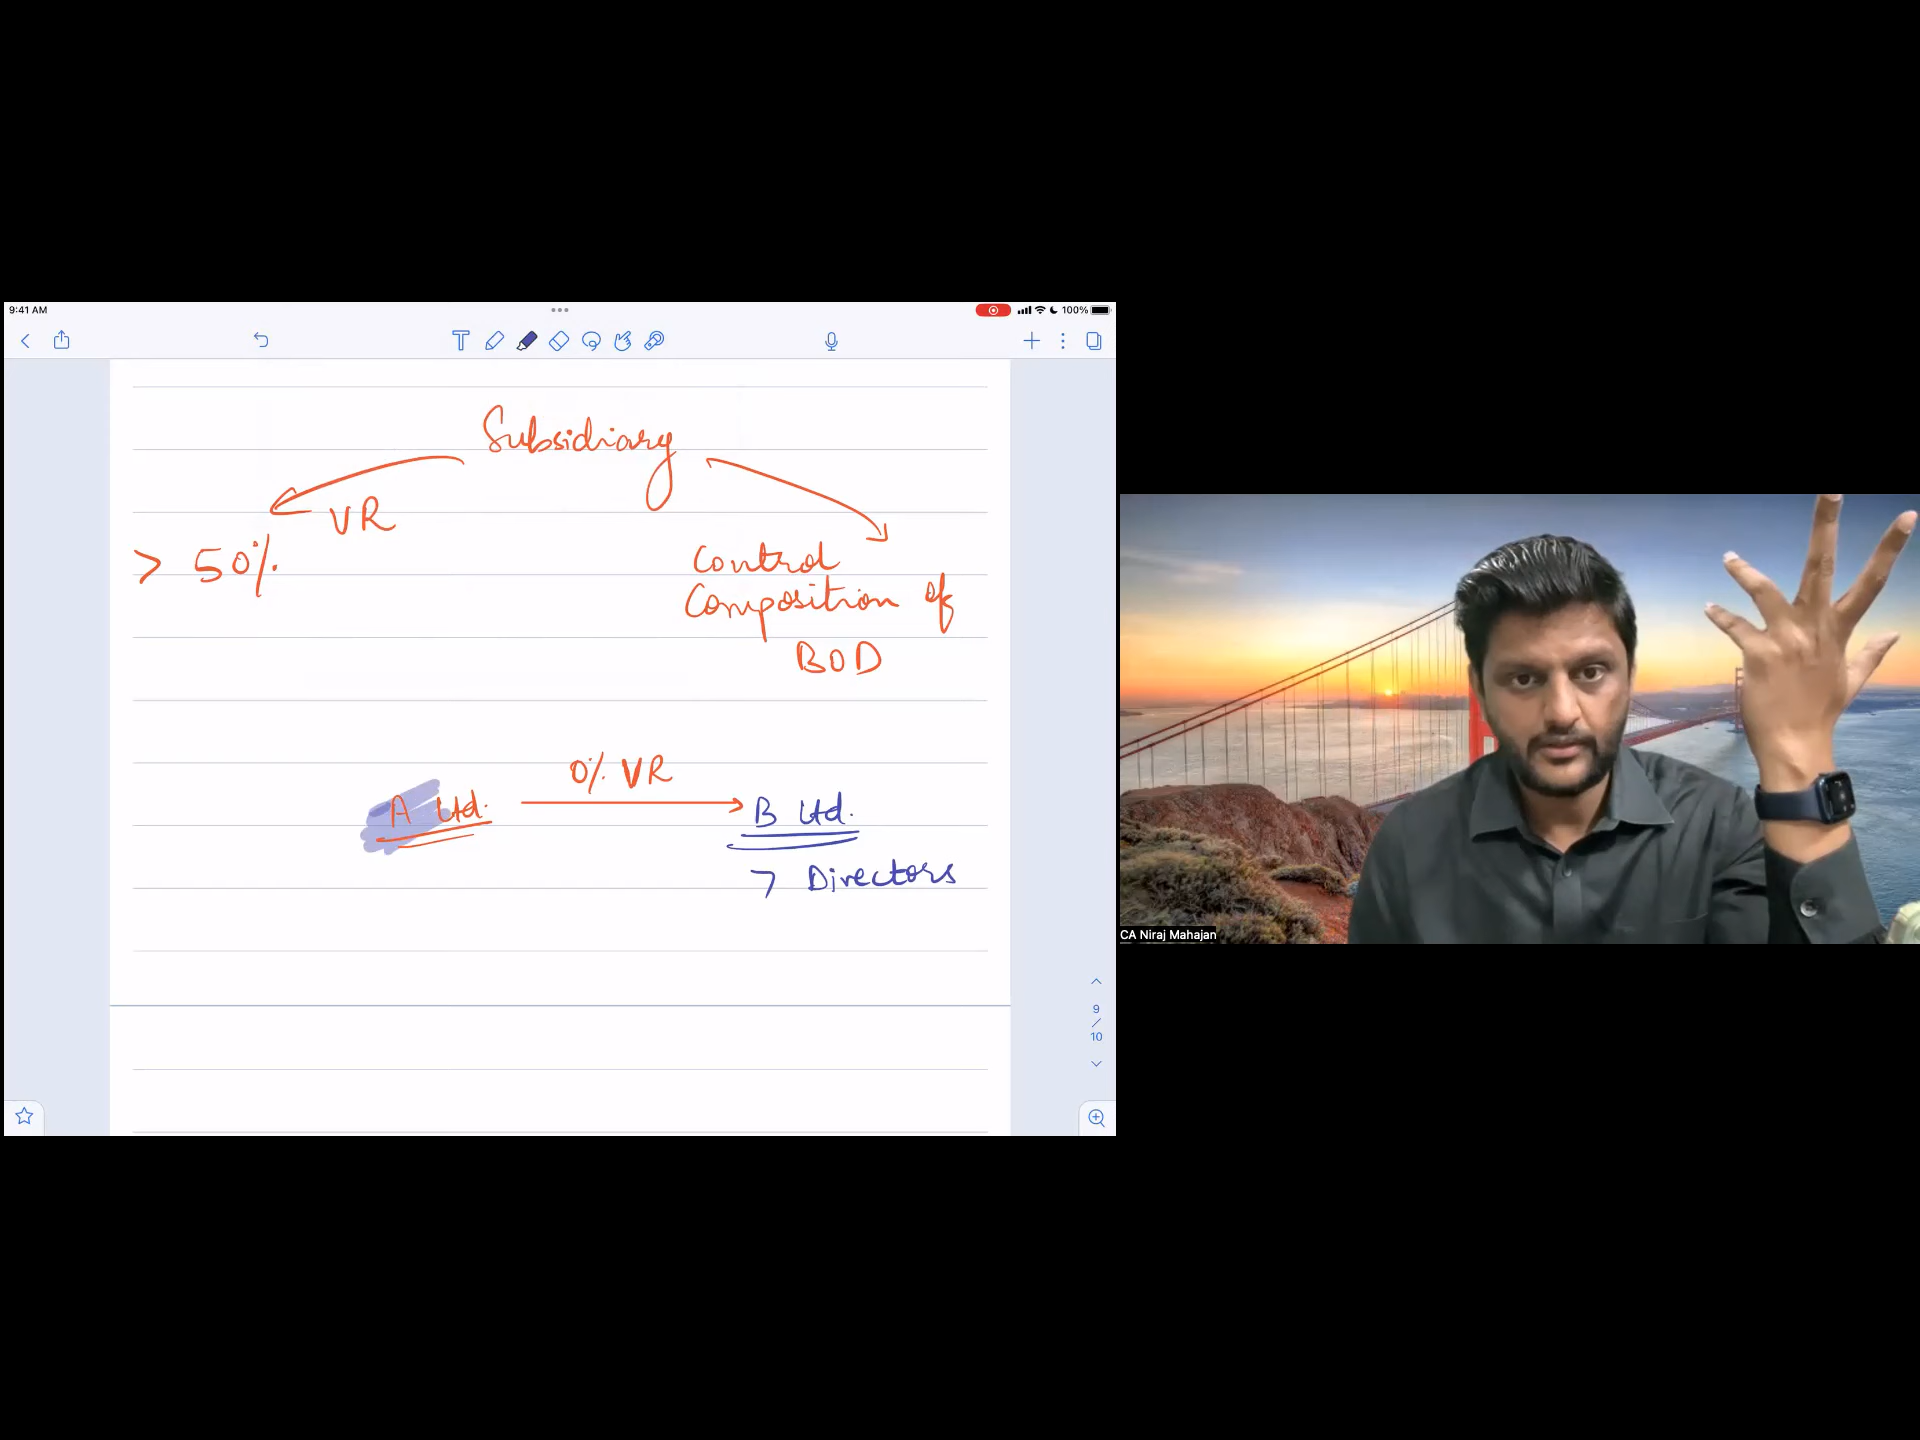 9:41 AM
100%
Subsidiary
VR
> 50%
Control
Composition of
BOD
0% VR
A Ltd.
B Ltd.
7 Directors
9
/
10
CA Niraj Mahajan